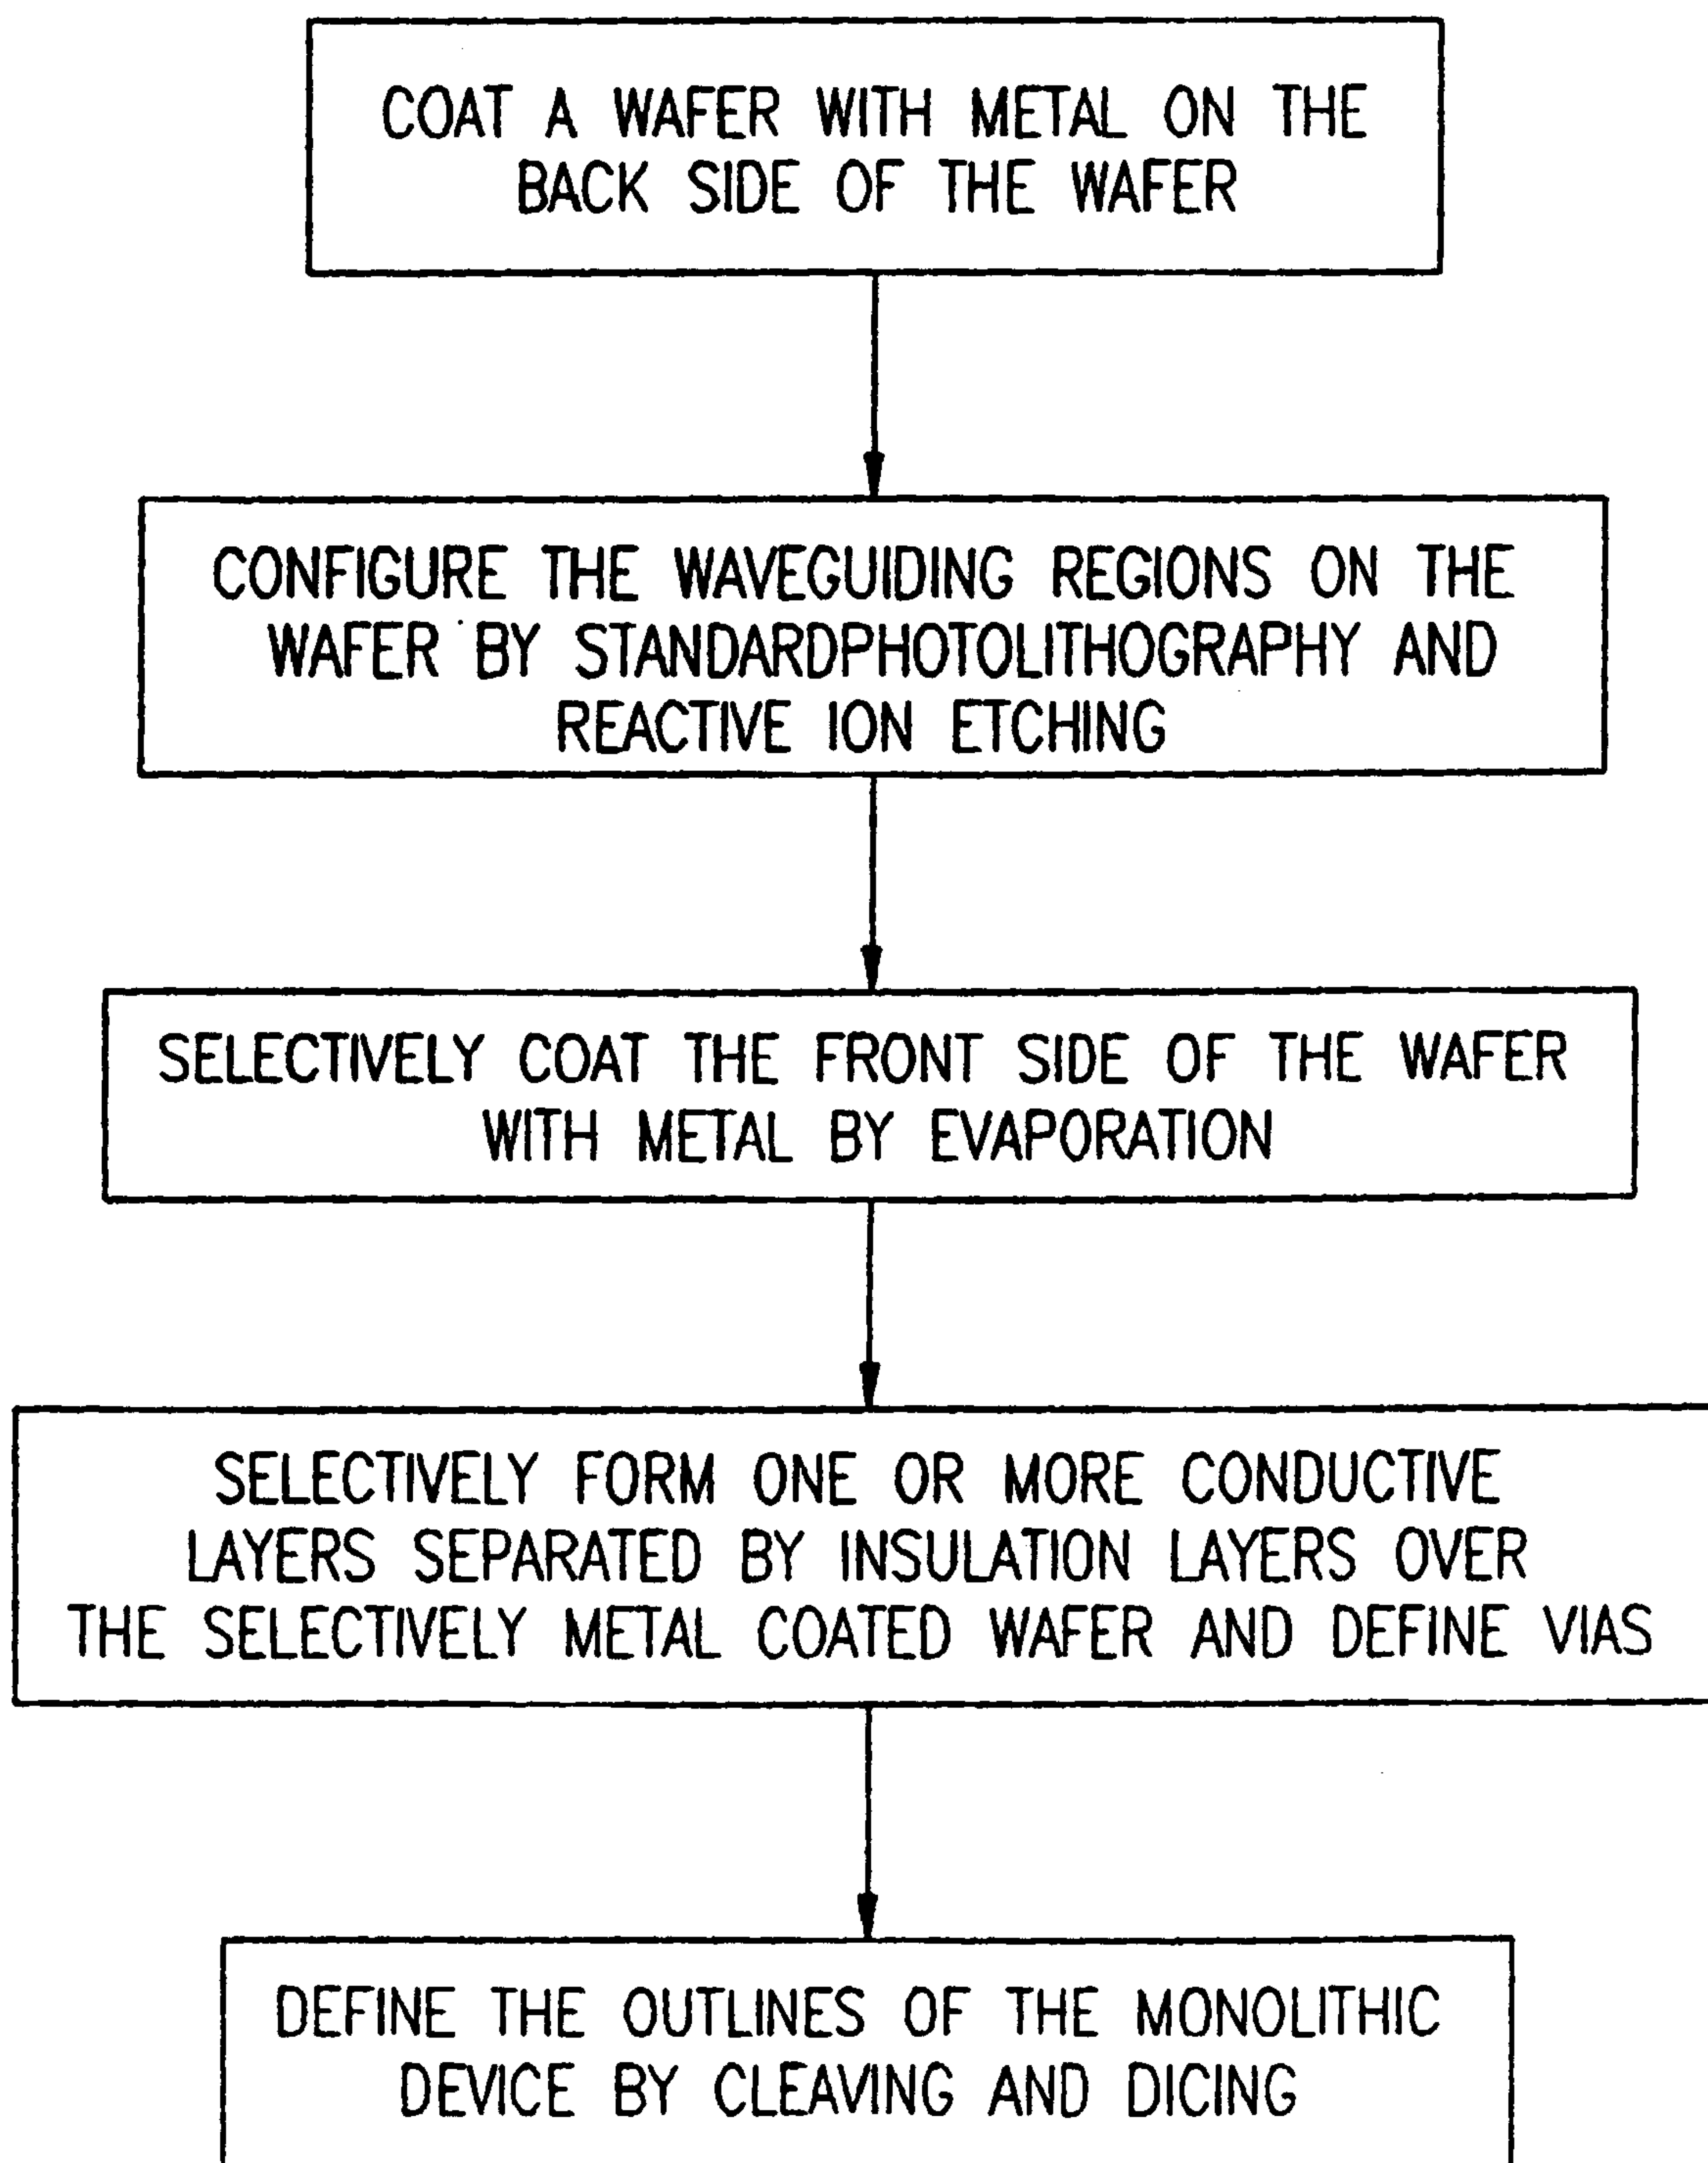 COAT A WAFER WITH METAL ON THE
BACK SIDE OF THE WAFER
CONFIGURE THE WAVEGUIDING REGIONS ON THE
WAFER BY STANDARDPHOTOLITHOGRAPHY AND
REACTIVE ION ETCHING
SELECTIVELY COAT THE FRONT SIDE OF THE WAFER
WITH METAL BY EVAPORATION
SELECTIVELY FORM ONE OR MORE CONDUCTIVE
LAYERS SEPARATED BY INSULATION LAYERS OVER
THE SELECTIVELY METAL COATED WAFER AND DEFINE VIAS
DEFINE THE OUTLINES OF THE MONOLITHIC
DEVICE BY CLEAVING AND DICING